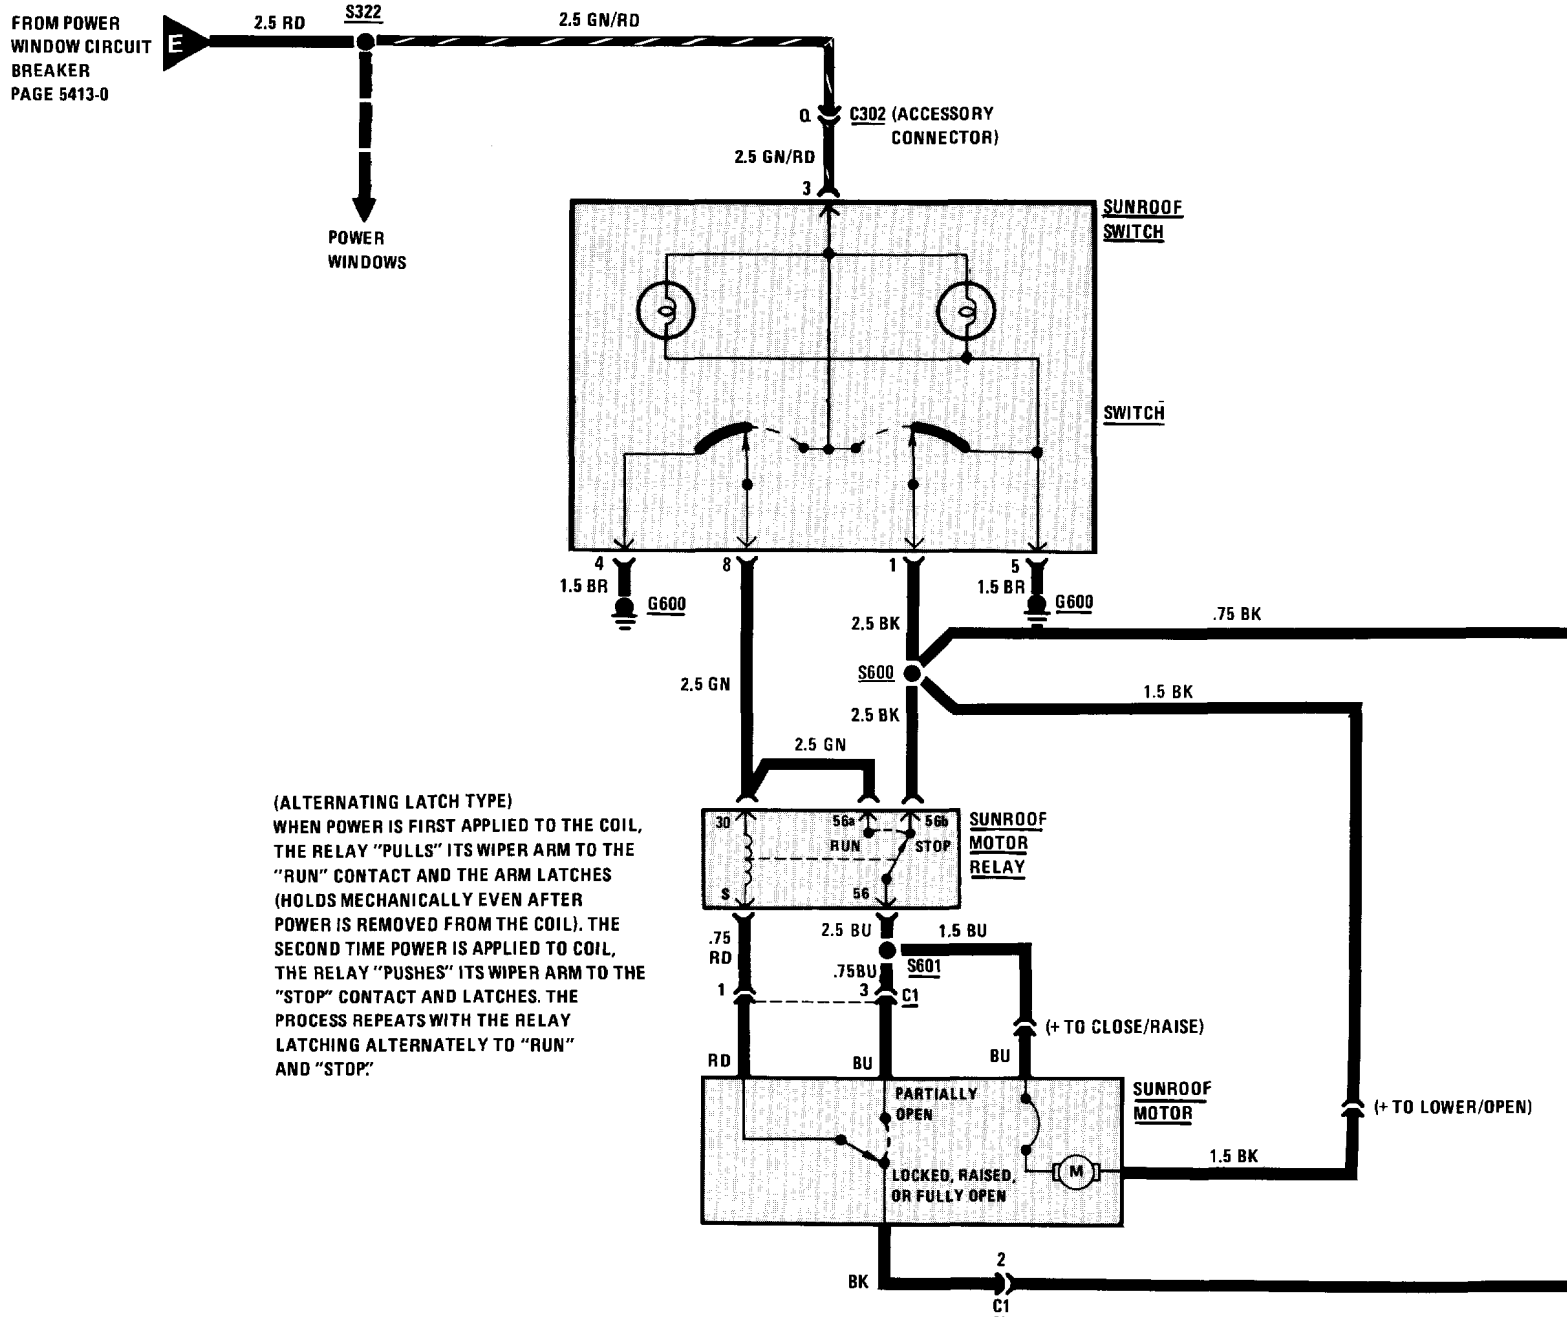 FROM POWER
WINDOW CIRCUIT
BREAKER
PAGE 5413-0
E
2.5 RD
S322
2.5 GN/RD
POWER
WINDOWS
Q
C302 (ACCESSORY
CONNECTOR)
2.5 GN/RD
3
SUNROOF
SWITCH
SWITCH
4
8
1
5
1.5 BR
G600
1.5 BR
G600
2.5 BK
.75 BK
S600
2.5 GN
2.5 BK
1.5 BK
2.5 GN
(ALTERNATING LATCH TYPE)
WHEN POWER IS FIRST APPLIED TO THE COIL,
THE RELAY "PULLS" ITS WIPER ARM TO THE
"RUN" CONTACT AND THE ARM LATCHES
(HOLDS MECHANICALLY EVEN AFTER
POWER IS REMOVED FROM THE COIL). THE
SECOND TIME POWER IS APPLIED TO COIL,
THE RELAY "PUSHES" ITS WIPER ARM TO THE
"STOP" CONTACT AND LATCHES. THE
PROCESS REPEATS WITH THE RELAY
LATCHING ALTERNATELY TO "RUN"
AND "STOP."
30
56a
56b
RUN
STOP
S
56
SUNROOF
MOTOR
RELAY
.75
RD
2.5 BU
1.5 BU
S601
.75BU
1
3
C1
(+ TO CLOSE/RAISE)
RD
BU
BU
PARTIALLY
OPEN
SUNROOF
MOTOR
(+ TO LOWER/OPEN)
LOCKED, RAISED,
OR FULLY OPEN
M
1.5 BK
BK
2
C1